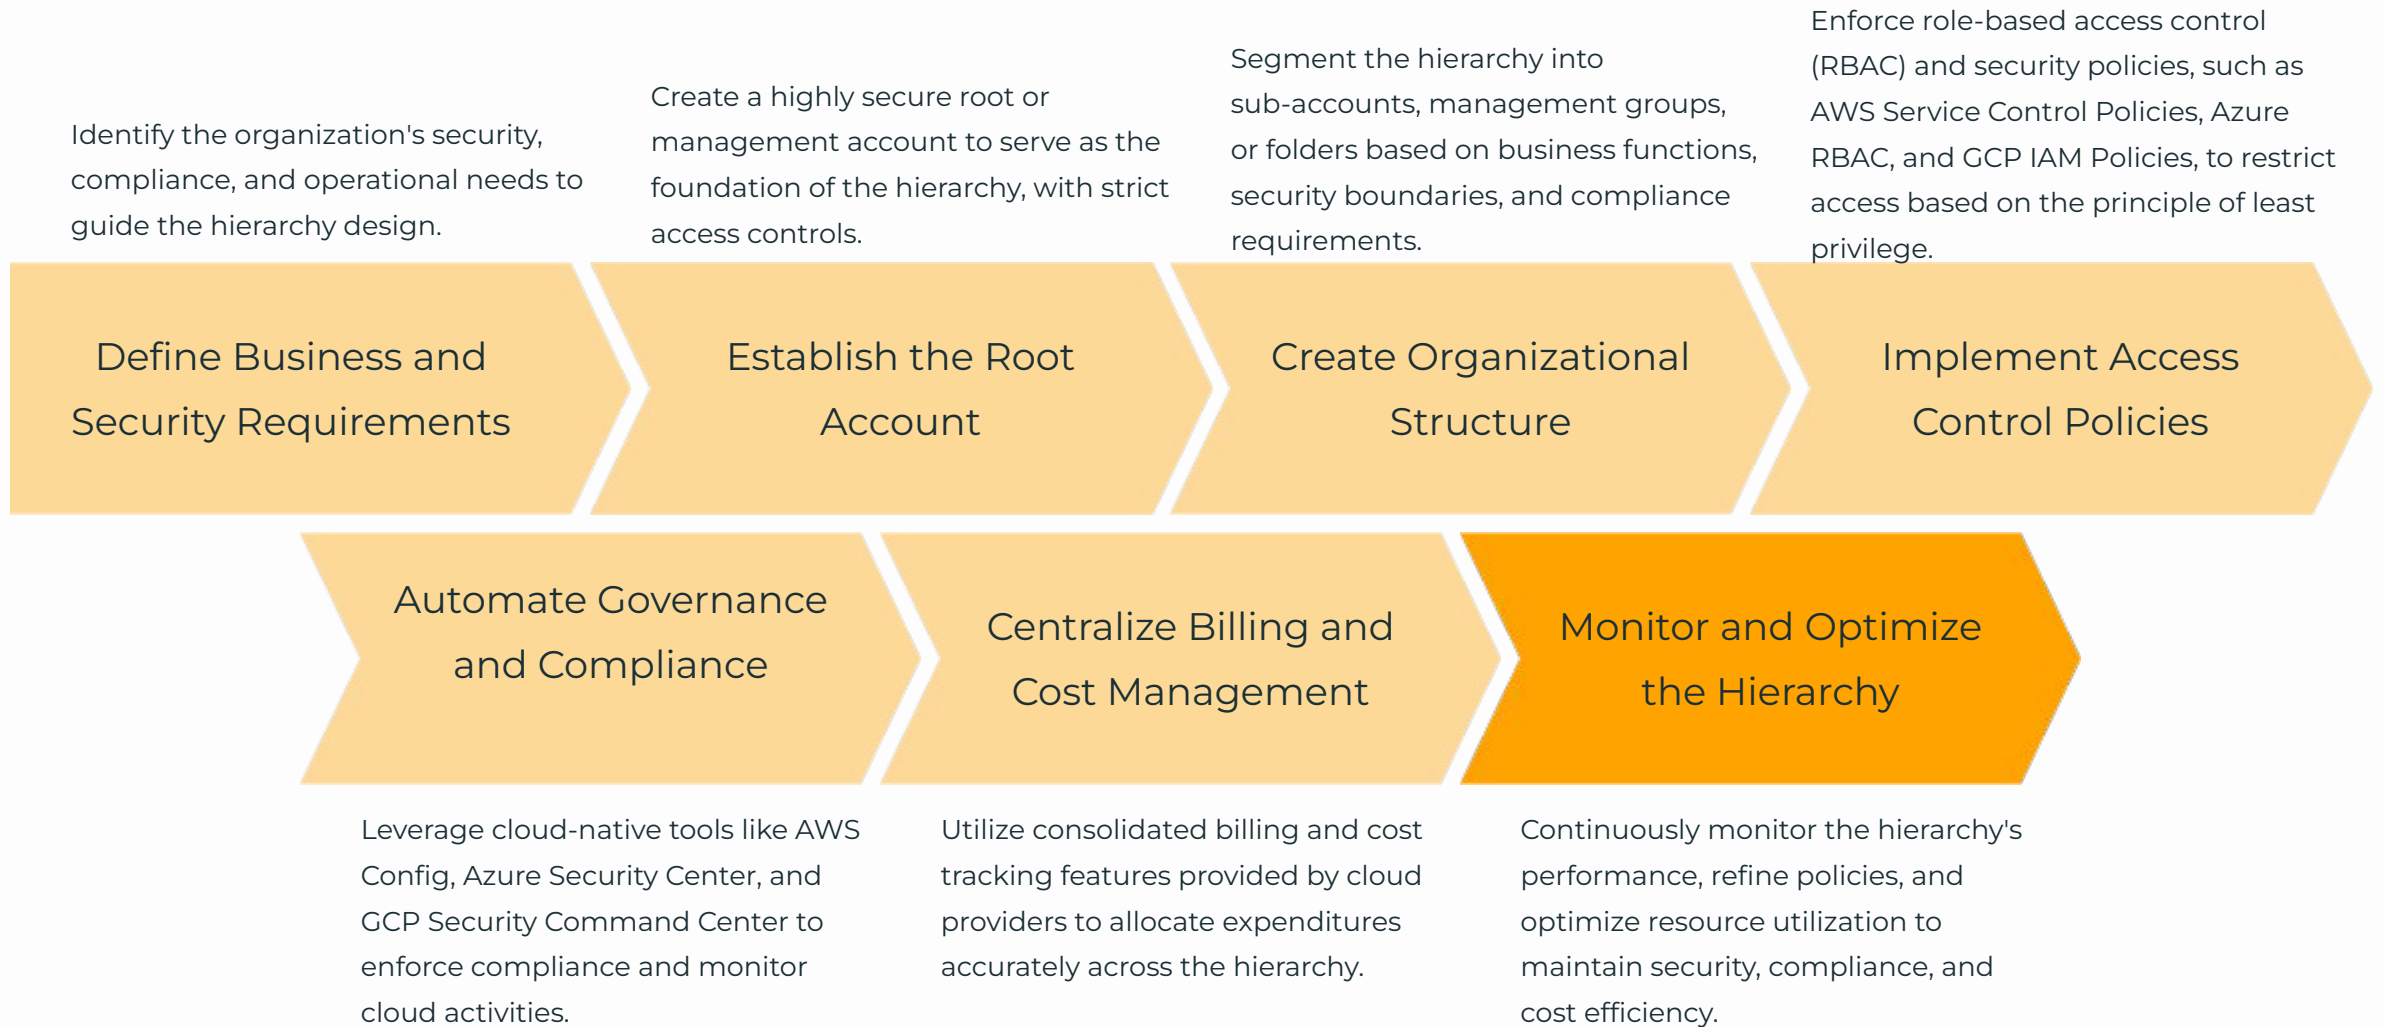 Identify the organization's security,
compliance, and operational needs to
guide the hierarchy design.
Define Business and
Security Requirements
Create a highly secure root or
management account to serve as the
foundation of the hierarchy, with strict
access controls.
Establish the Root
Account
Segment the hierarchy into
sub-accounts, management groups,
or folders based on business functions,
security boundaries, and compliance
requirements.
Create Organizational
Structure
Enforce role-based access control
(RBAC) and security policies, such as
AWS Service Control Policies, Azure
RBAC, and GCP IAM Policies, to restrict
access based on the principle of least
privilege.
Implement Access
Control Policies
Automate Governance
and Compliance
Leverage cloud-native tools like AWS
Config, Azure Security Center, and
GCP Security Command Center to
enforce compliance and monitor
cloud activities.
Centralize Billing and
Cost Management
Utilize consolidated billing and cost
tracking features provided by cloud
providers to allocate expenditures
accurately across the hierarchy.
Monitor and Optimize
the Hierarchy
Continuously monitor the hierarchy's
performance, refine policies, and
optimize resource utilization to
maintain security, compliance, and
cost efficiency.